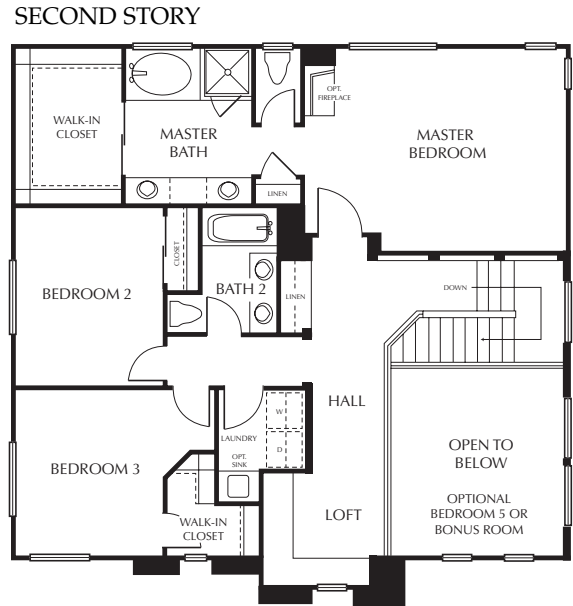 SECOND STORY
WALK-IN
CLOSET
MASTER
BATH
OPT.
FIREPLACE
MASTER
BEDROOM
LINEN
CLOSET
BEDROOM 2
BATH 2
LINEN
DOWN
HALL
W
LAUNDRY
OPT.
SINK
D
BEDROOM 3
OPEN TO
BELOW
OPTIONAL
BEDROOM 5 OR
BONUS ROOM
WALK-IN
CLOSET
LOFT